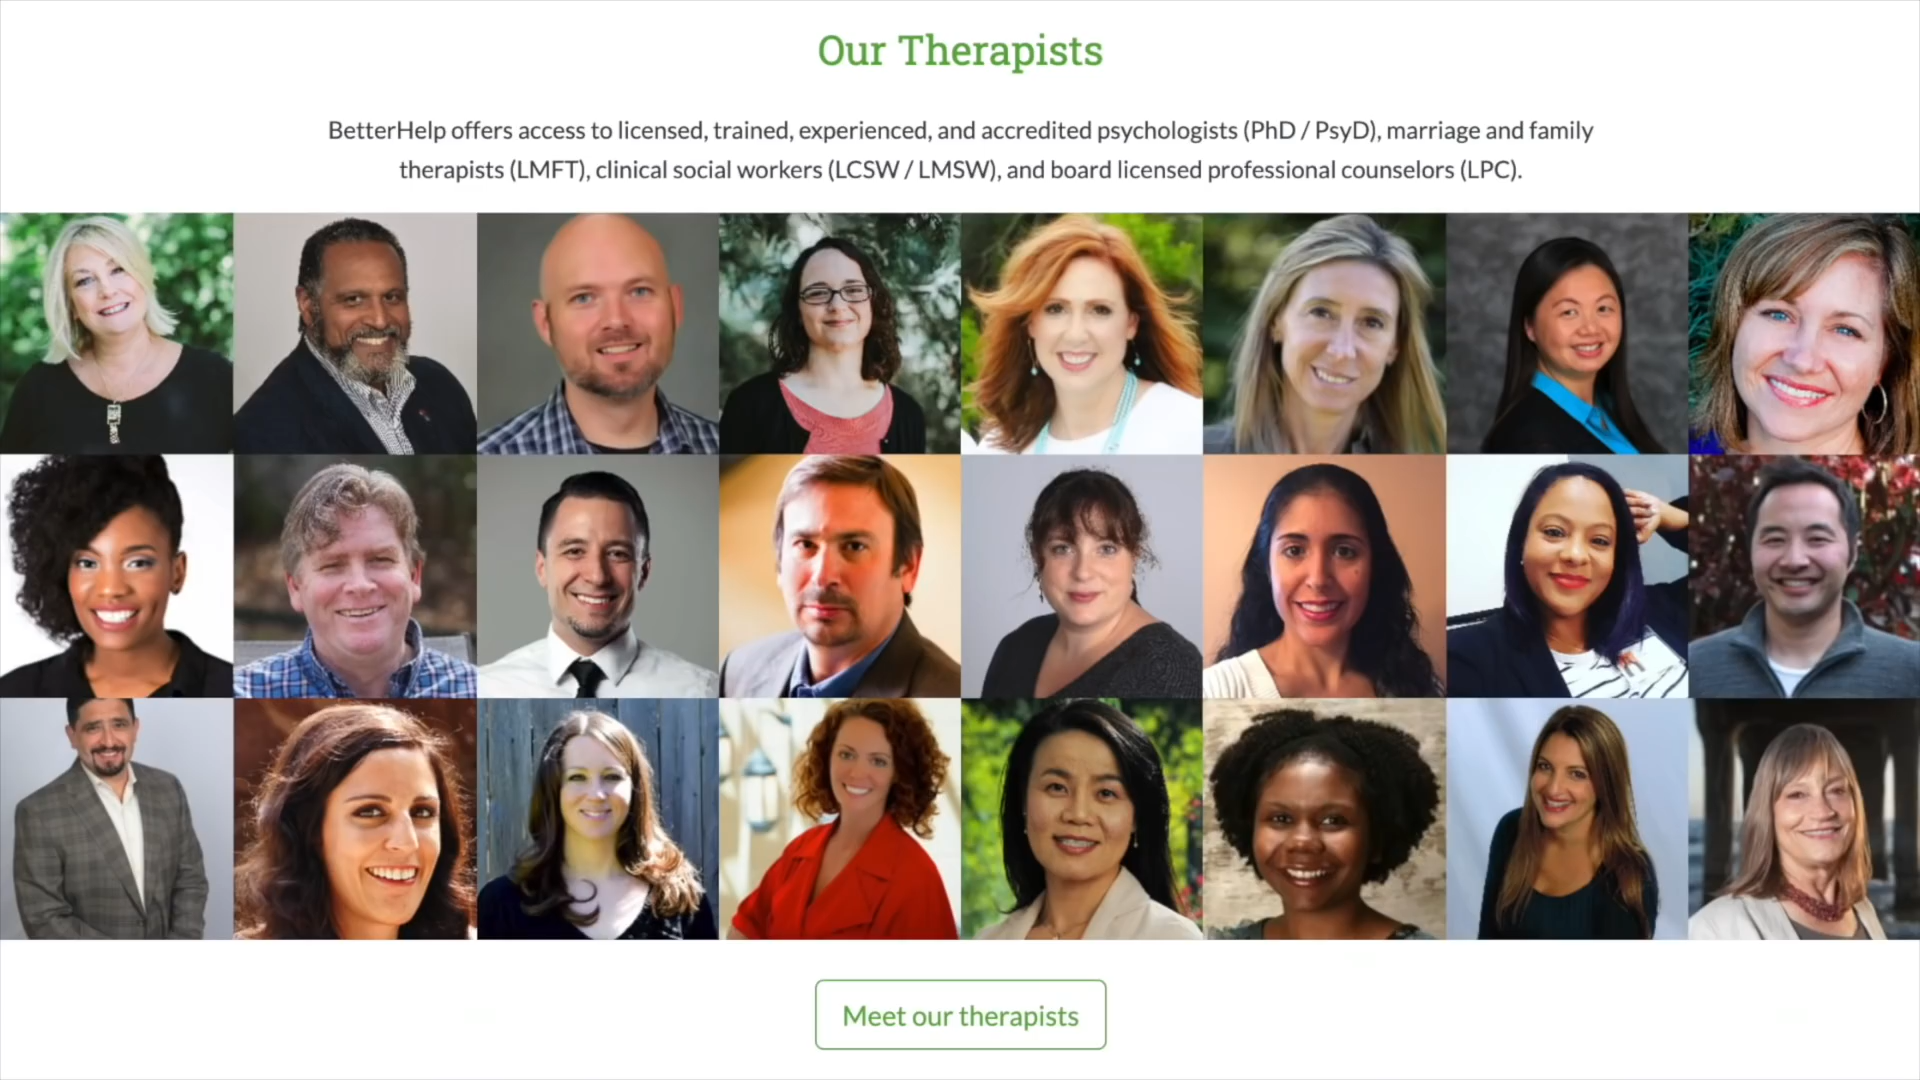 Our Therapists
BetterHelp offers access to licensed, trained, experienced, and accredited psychologists (PhD / PsyD), marriage and family
therapists (LMFT), clinical social workers (LCSW / LMSW), and board licensed professional counselors (LPC).
Meet our therapists